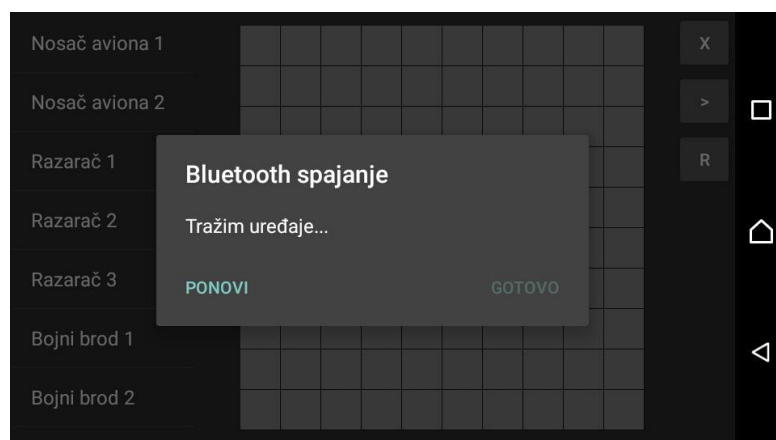 Nosač aviona 1
Nosač aviona 2
Razarač 1
Razarač 2
Razarač 3
Bojni brod 1
Bojni brod 2
Bluetooth spajanje
Tražim uređaje...
PONOVI
GOTOVO
X
>
R